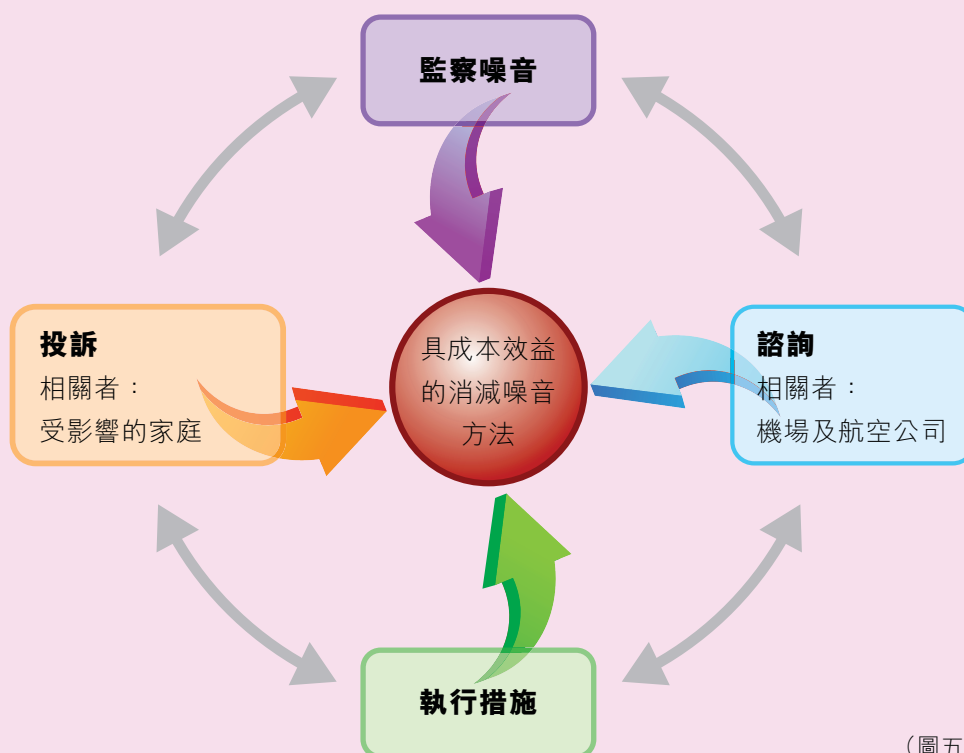 監察噪音
投訴
相關者：
受影響的家庭
具成本效益
的消減噪音
方法
諮詢
相關者：
機場及航空公司
執行措施
（圖五